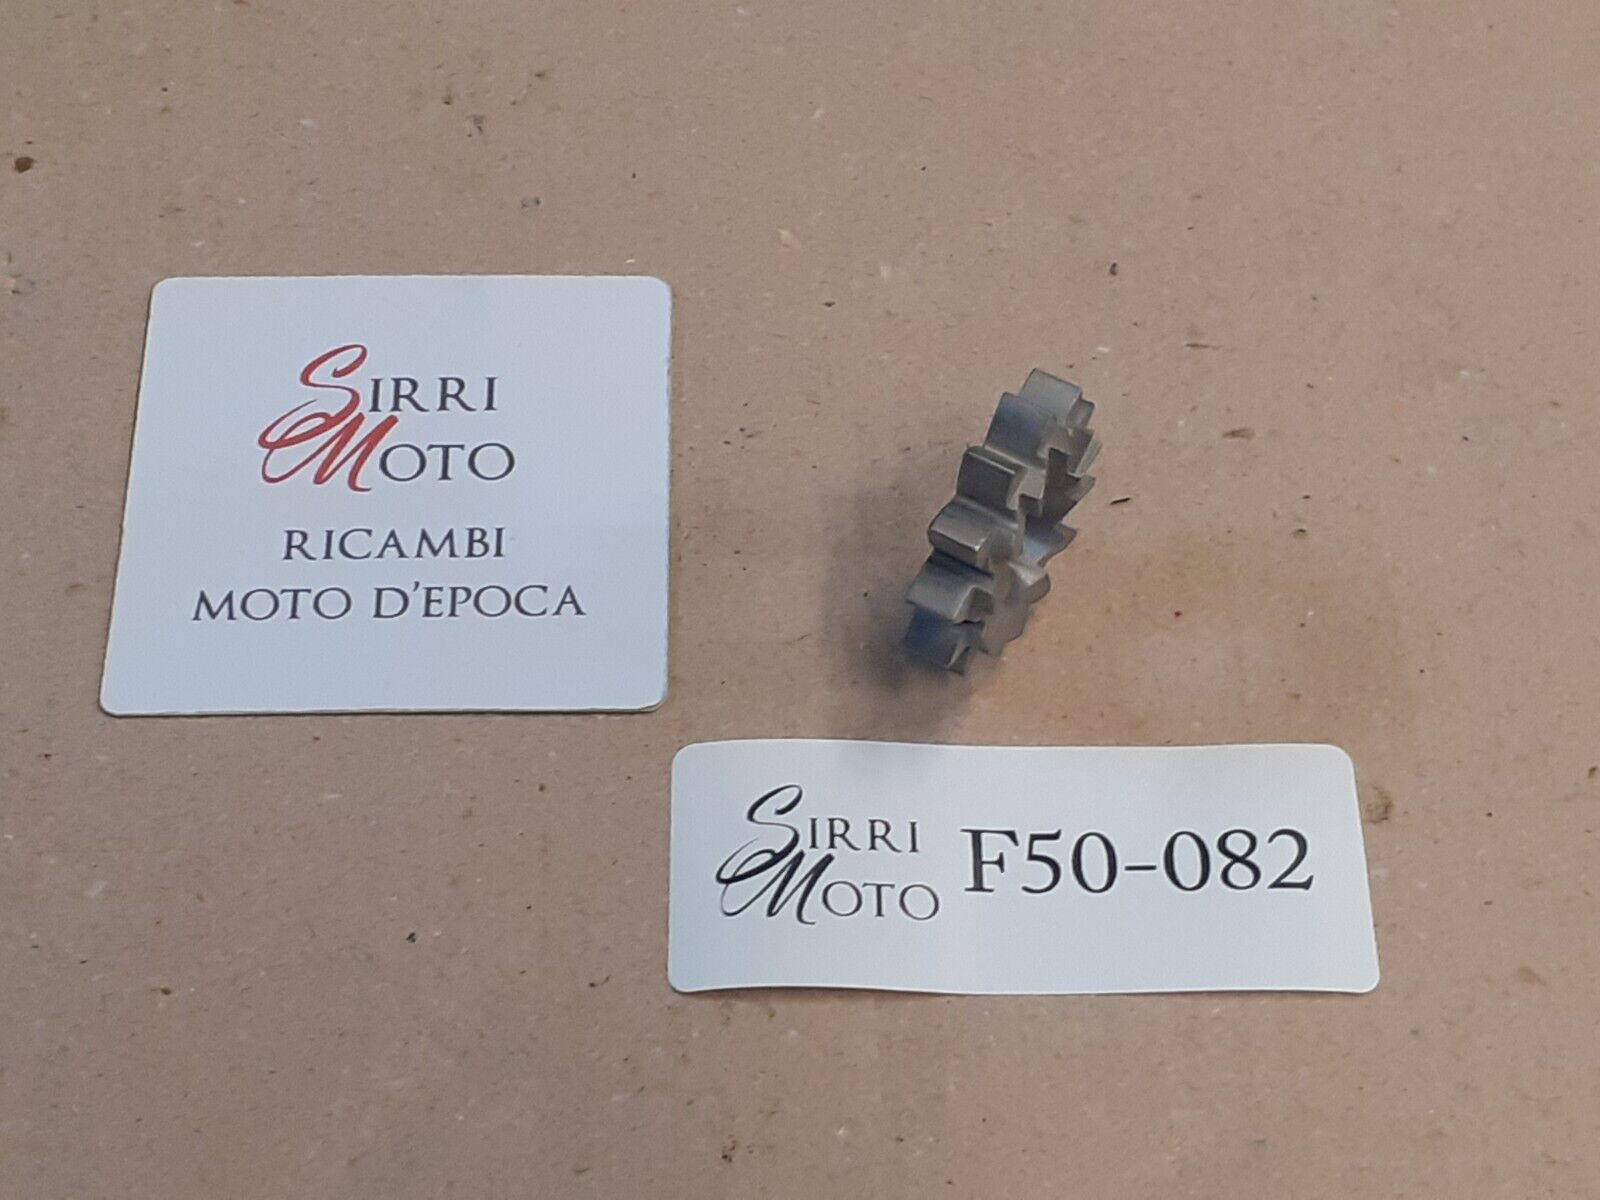 SIRRI
MOTO
RICAMBI
MOTO D'EPOCA
SIRRI
MOTO
F50-082